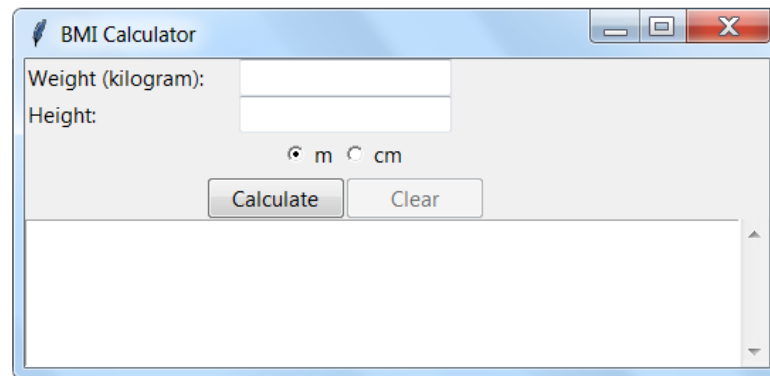 BMI Calculator
Weight (kilogram):
Height:
m cm
Calculate Clear